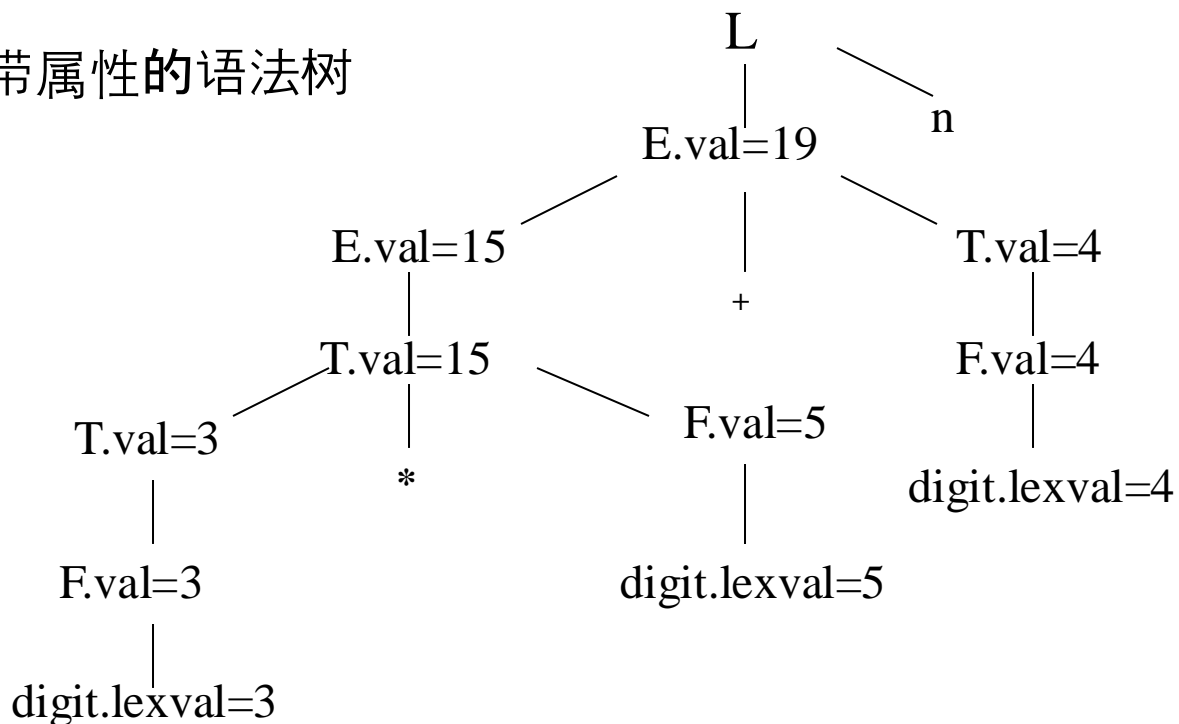 带属性的语法树
L
n
E.val=19
E.val=15
+
T.val=4
T.val=15
F.val=4
T.val=3
*
F.val=5
digit.lexval=4
F.val=3
digit.lexval=5
digit.lexval=3